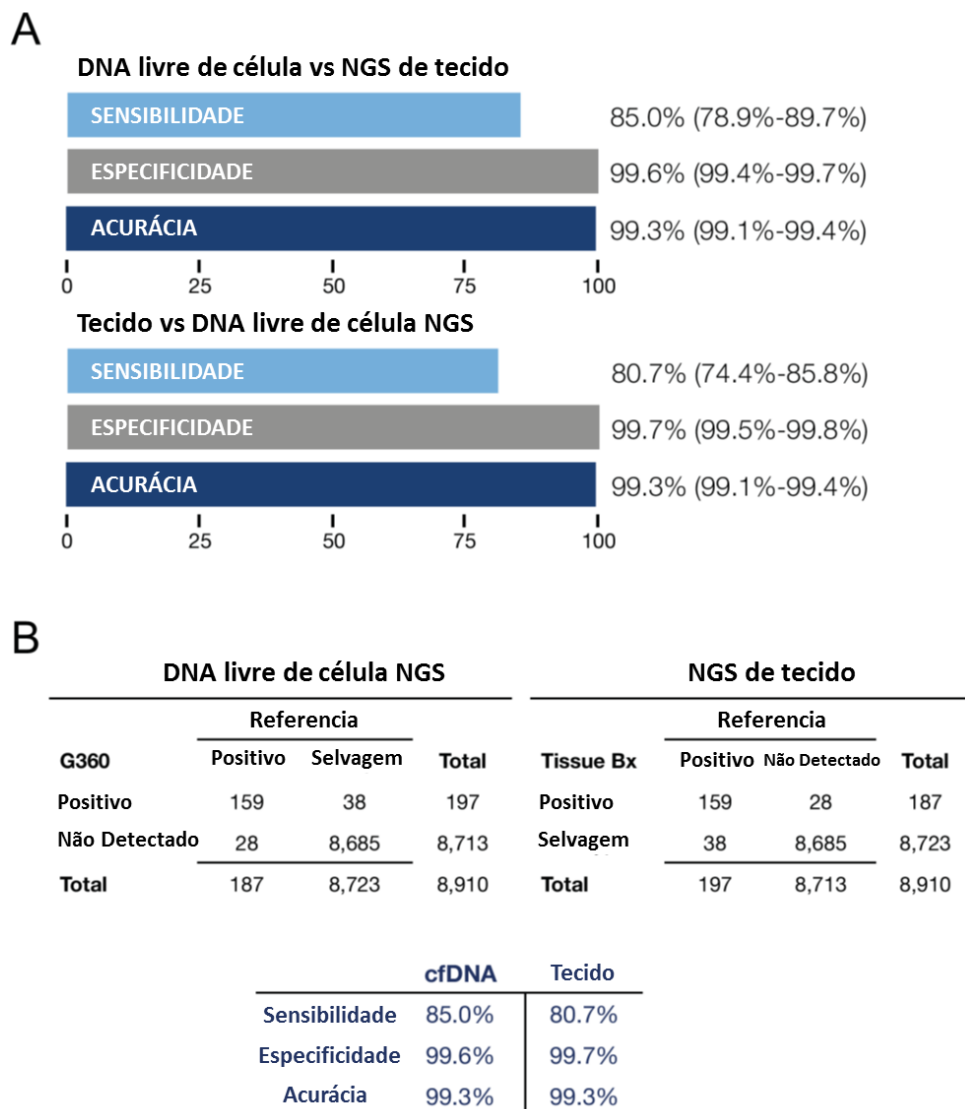 A
DNA livre de célula vs NGS de tecido
SENSIBILIDADE 85.0% (78.9%-89.7%)
ESPECIFICIDADE 99.6% (99.4%-99.7%)
ACURÁCIA 99.3% (99.1%-99.4%)
0 25 50 75 100
Tecido vs DNA livre de célula NGS
SENSIBILIDADE 80.7% (74.4%-85.8%)
ESPECIFICIDADE 99.7% (99.5%-99.8%)
ACURÁCIA 99.3% (99.1%-99.4%)
0 25 50 75 100
B
DNA livre de célula NGS
Referencia
G360 Positivo Selvagem Total
Positivo 159 38 197
Não Detectado 28 8,685 8,713
Total 187 8,723 8,910
NGS de tecido
Referencia
Tissue Bx Positivo Não Detectado Total
Positivo 159 28 187
Selvagem 38 8,685 8,723
Total 197 8,713 8,910
cfDNA Tecido
Sensibilidade 85.0% 80.7%
Especificidade 99.6% 99.7%
Acurácia 99.3% 99.3%